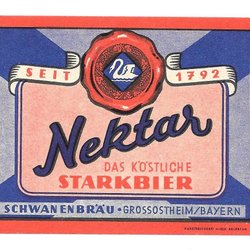 SEIT 1792
Nektar
DAS KÖSTLICHE
STARKBIER
SCHWANENBRÄU • GROSSOSTHEIM/BAYERN